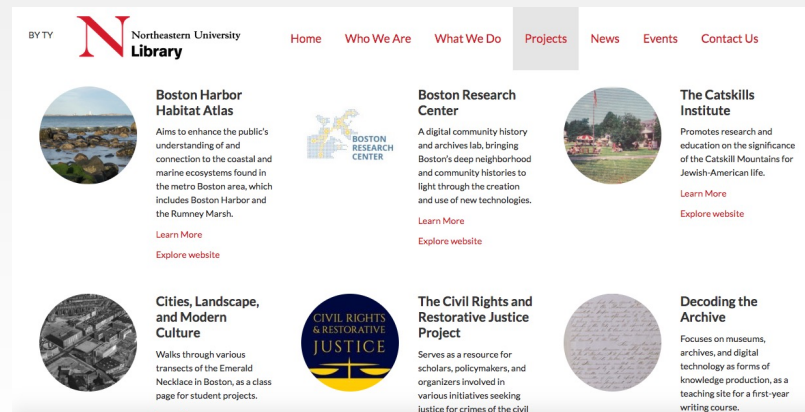 BY TY
Northeastern University
Library
Home Who We Are What We Do Projects News Events Contact Us
Boston Harbor
Habitat Atlas
Aims to enhance the public's
understanding of and
connection to the coastal and
marine ecosystems found in
the metro Boston area, which
includes Boston Harbor and
the Rumney Marsh.
Learn More
Explore website
BOSTON
RESEARCH
CENTER
Boston Research
Center
A digital community history
and archives lab, bringing
Boston's deep neighborhood
and community histories to
light through the creation
and use of new technologies.
Learn More
Explore website
The Catskills
Institute
Promotes research and
education on the significance
of the Catskill Mountains for
Jewish-American life.
Learn More
Explore website
Cities, Landscape,
and Modern
Culture
Walks through various
transects of the Emerald
Necklace in Boston, as a class
page for student projects.
CIVIL RIGHTS
& RESTORATIVE
JUSTICE
The Civil Rights and
Restorative Justice
Project
Serves as a resource for
scholars, policymakers, and
organizers involved in
various initiatives seeking
justice for crimes of the civil
Decoding the
Archive
Focuses on museums,
archives, and digital
technology as forms of
knowledge production, as a
teaching site for a first-year
writing course.